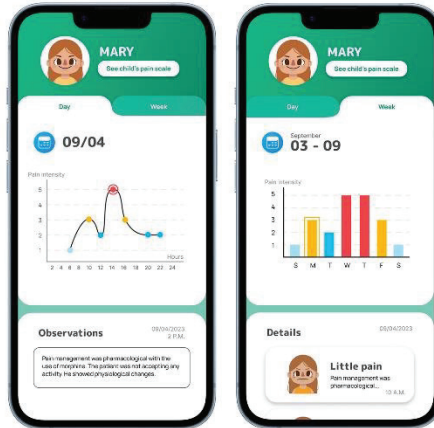 MARY
See child's pain scale
Day
Week
09/04
Pain intensity
5
4
3
2
1
Hours
2 4 6 8 10 12 14 16 18 20 22 24
Observations
09/04/2023
2 P.M.
Pain management was pharmacological with the
use of morphine. The patient was not accepting any
activity. He showed physiological changes.
MARY
See child's pain scale
Day
Week
September
03 - 09
Pain intensity
5
4
3
2
1
S M T W T F S
Details
09/04/2023
Little pain
Pain management was
pharmacological...
10 A.M.